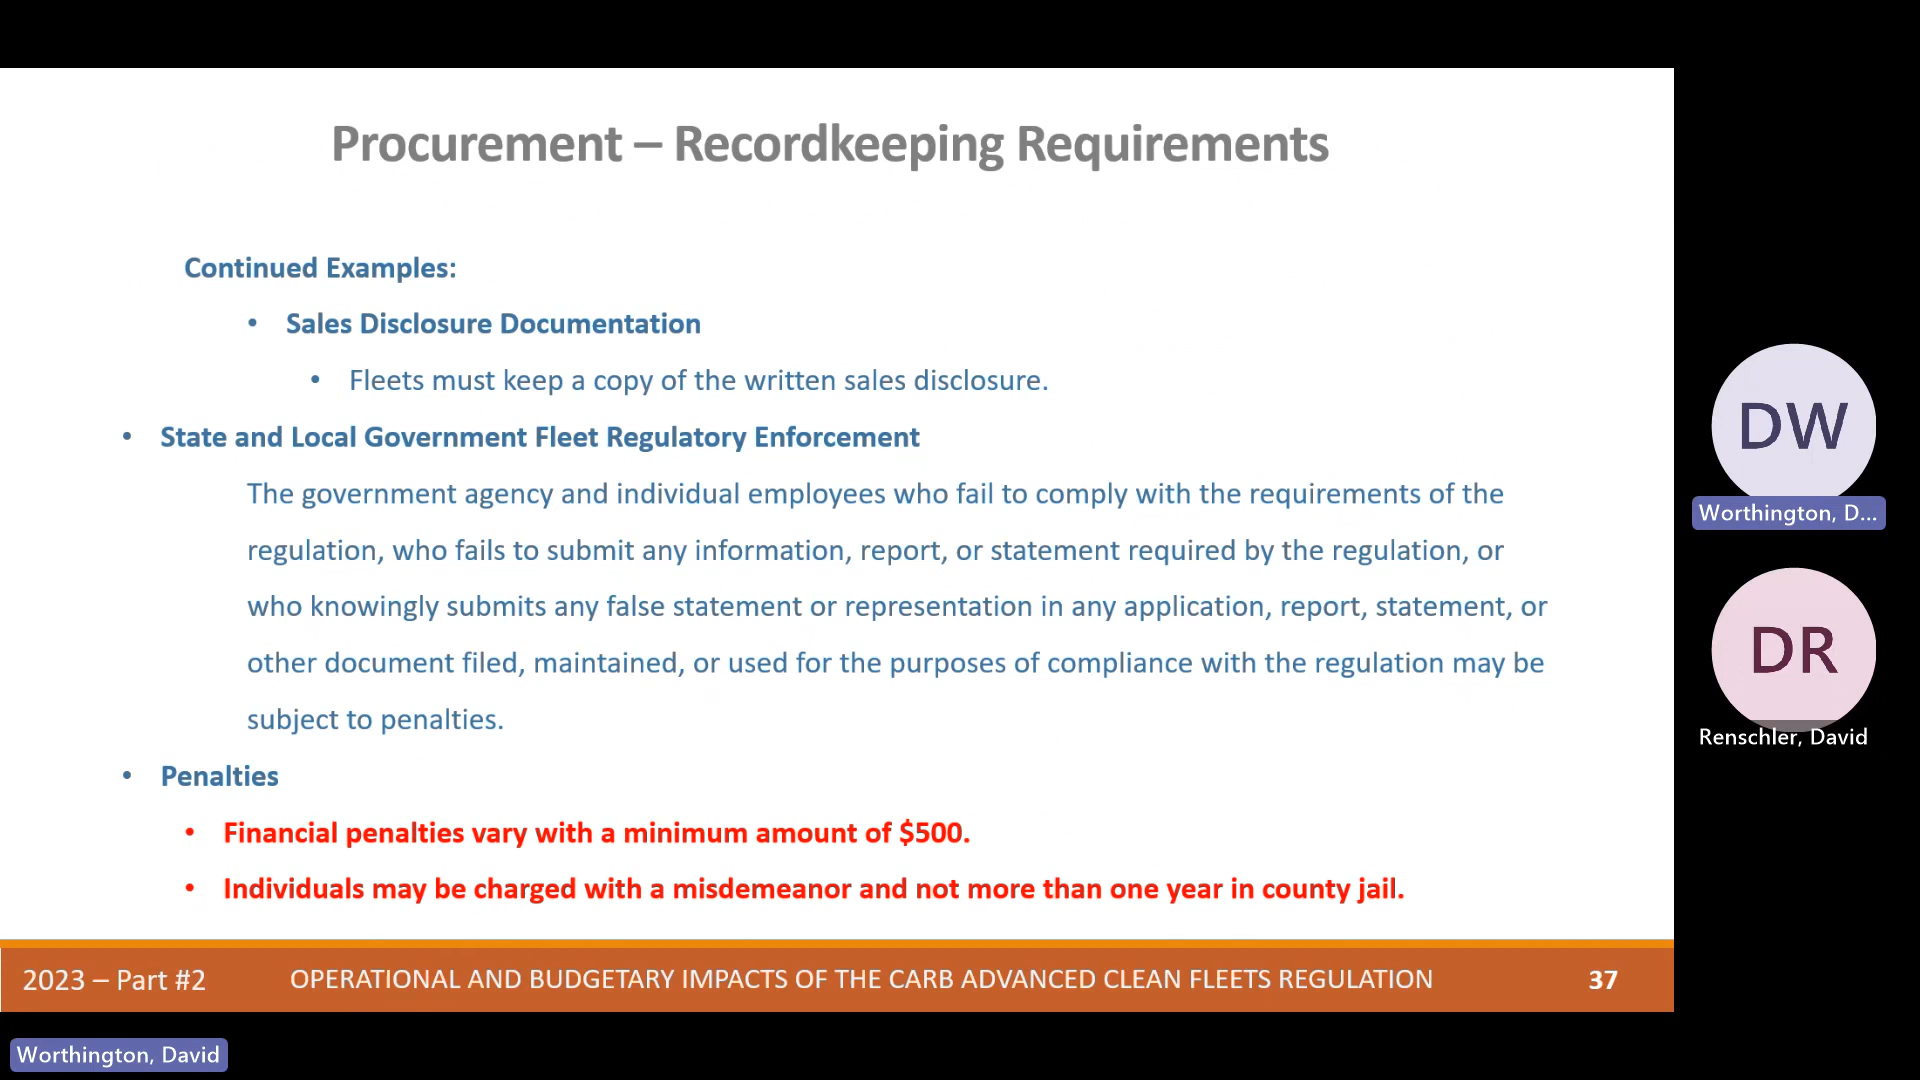 Procurement – Recordkeeping Requirements
Continued Examples:
• Sales Disclosure Documentation
• Fleets must keep a copy of the written sales disclosure.
• State and Local Government Fleet Regulatory Enforcement
The government agency and individual employees who fail to comply with the requirements of the
regulation, who fails to submit any information, report, or statement required by the regulation, or
who knowingly submits any false statement or representation in any application, report, statement, or
other document filed, maintained, or used for the purposes of compliance with the regulation may be
subject to penalties.
• Penalties
• Financial penalties vary with a minimum amount of $500.
• Individuals may be charged with a misdemeanor and not more than one year in county jail.
2023 – Part #2 OPERATIONAL AND BUDGETARY IMPACTS OF THE CARB ADVANCED CLEAN FLEETS REGULATION 37
DW
Worthington, D...
DR
Renschler, David
Worthington, David